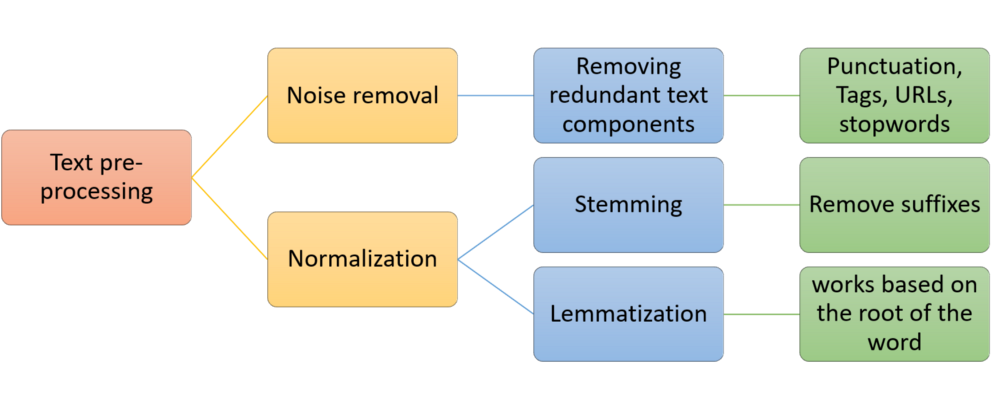 Text pre-
processing
Noise removal
Removing
redundant text
components
Punctuation,
Tags, URLs,
stopwords
Normalization
Stemming
Remove suffixes
Lemmatization
works based on
the root of the
word